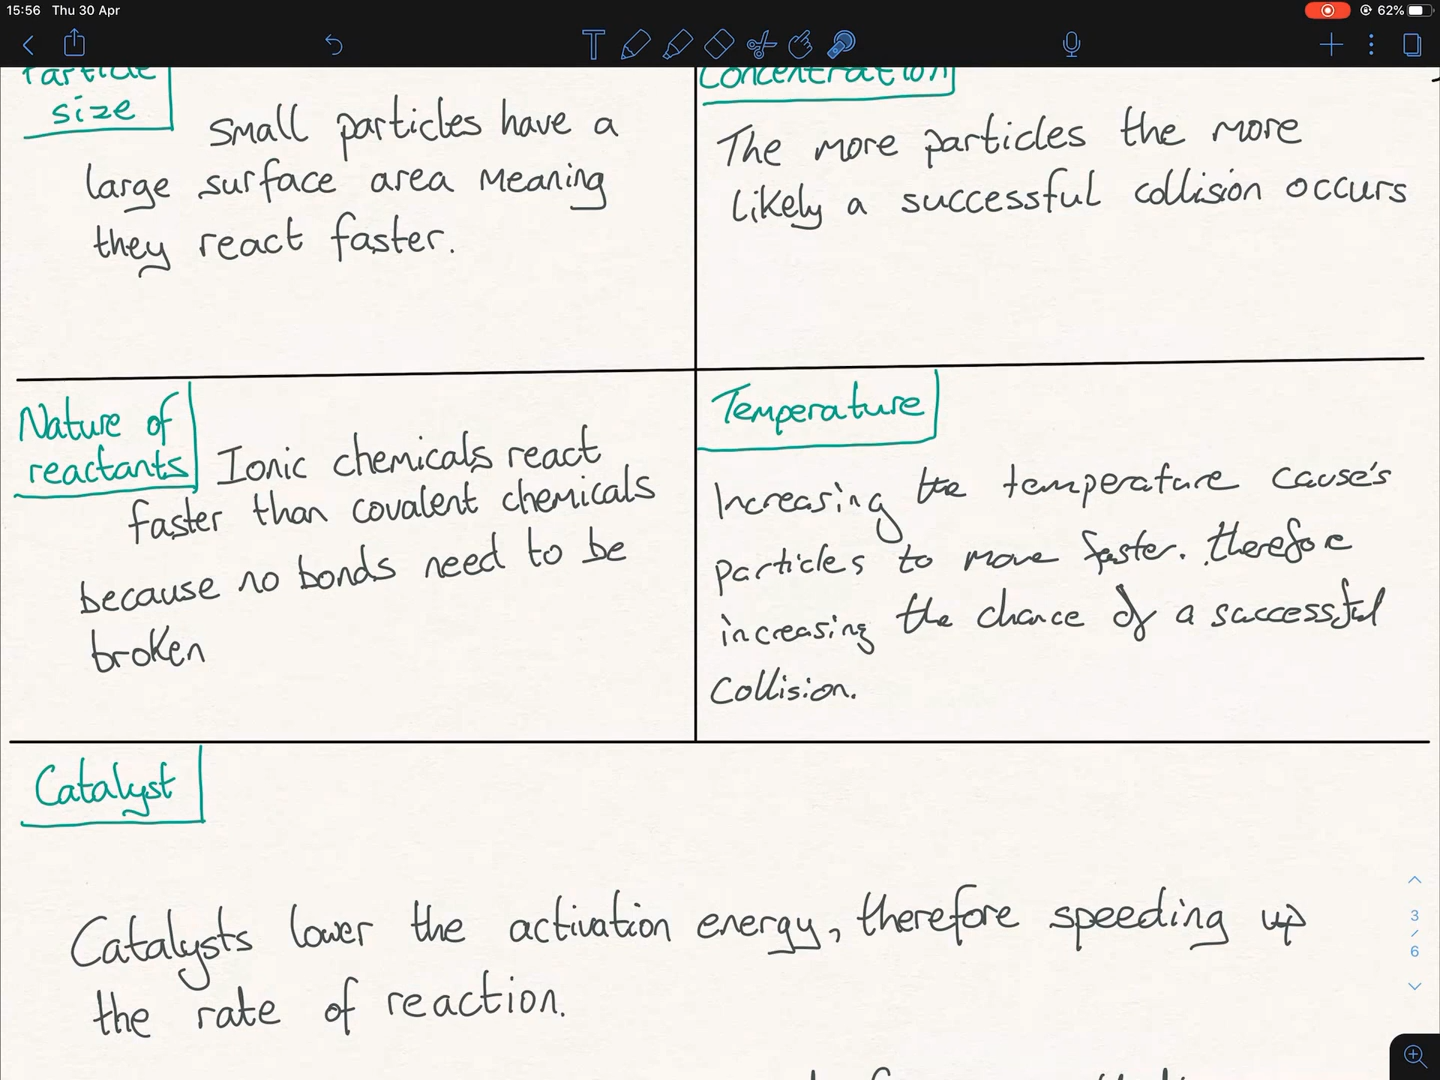 15:56 Thu 30 Apr
62%
Particle
size
Small particles have a
large surface area meaning
they react faster.
Concentration
The more particles the more
likely a successful collision occurs
Nature of
reactants
Ionic chemicals react
faster than covalent chemicals
because no bonds need to be
broken
Temperature
Increasing the temperature cause's
particles to move faster. therefore
increasing the chance of a successful
collision.
Catalyst
Catalysts lower the activation energy, therefore speeding up
the rate of reaction.
3
/
6